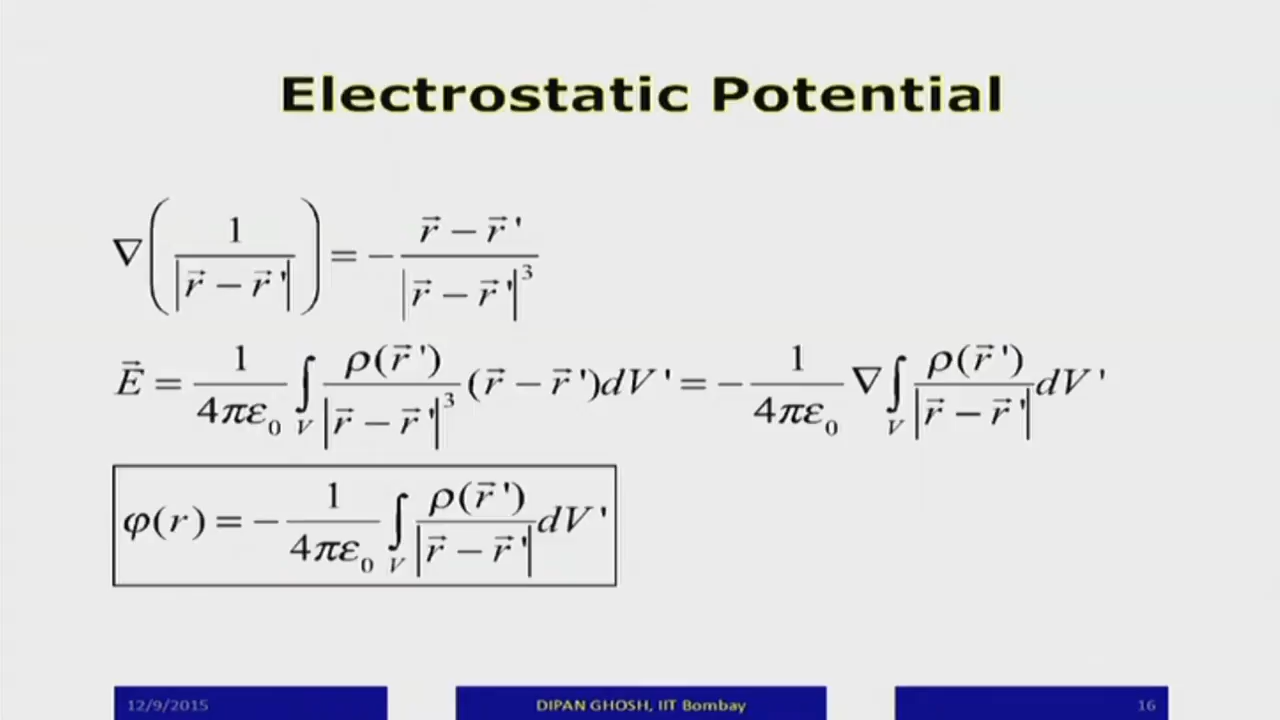 Electrostatic Potential
∇(1/|r⃗ − r⃗ '|) = − (r⃗ − r⃗ ')/|r⃗ − r⃗ '|³
E⃗ = 1/(4πε₀) ∫_V ρ(r⃗ ')/|r⃗ − r⃗ '|³ (r⃗ − r⃗ ')dV ' = − 1/(4πε₀) ∇∫_V ρ(r⃗ ')/|r⃗ − r⃗ '| dV '
φ(r) = − 1/(4πε₀) ∫_V ρ(r⃗ ')/|r⃗ − r⃗ '| dV '
12/9/2015 DIPAN GHOSH, IIT Bombay 16